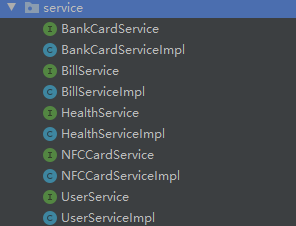 service
BankCardService
BankCardServiceImpl
BillService
BillServiceImpl
HealthService
HealthServiceImpl
NFCCardService
NFCCardServiceImpl
UserService
UserServiceImpl